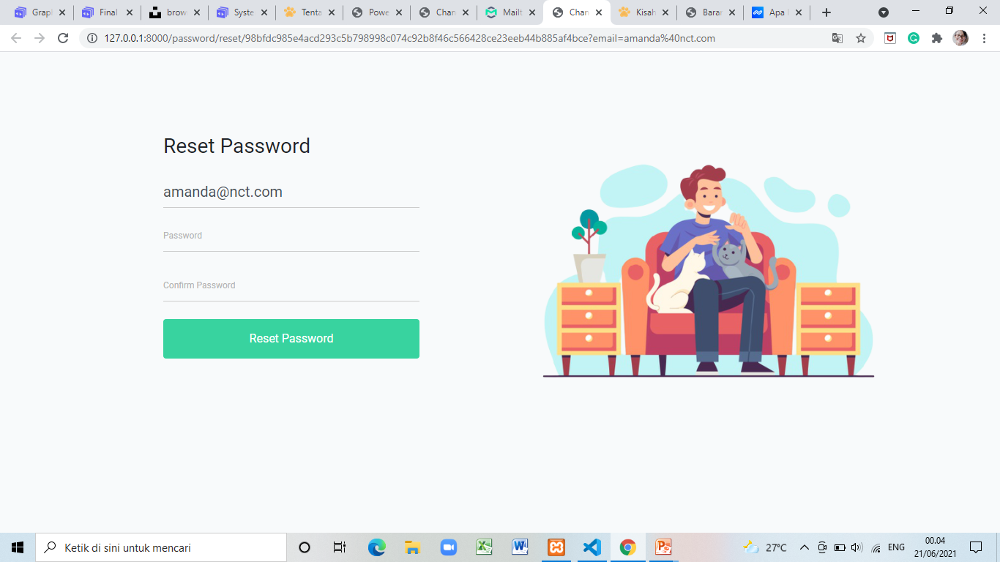 Grap
Final
brow
Syste
Tenta
Powe
Chan
Mailt
Chan
Kisah
Baran
Apa
127.0.0.1:8000/password/reset/98bfdc985e4acd293c5b798998c074c92b8f46c566428ce23eeb44b885af4bce?email=amanda%40nct.com
Reset Password
amanda@nct.com
Password
Confirm Password
Reset Password
Ketik di sini untuk mencari
27°C
ENG
00.04
21/06/2021